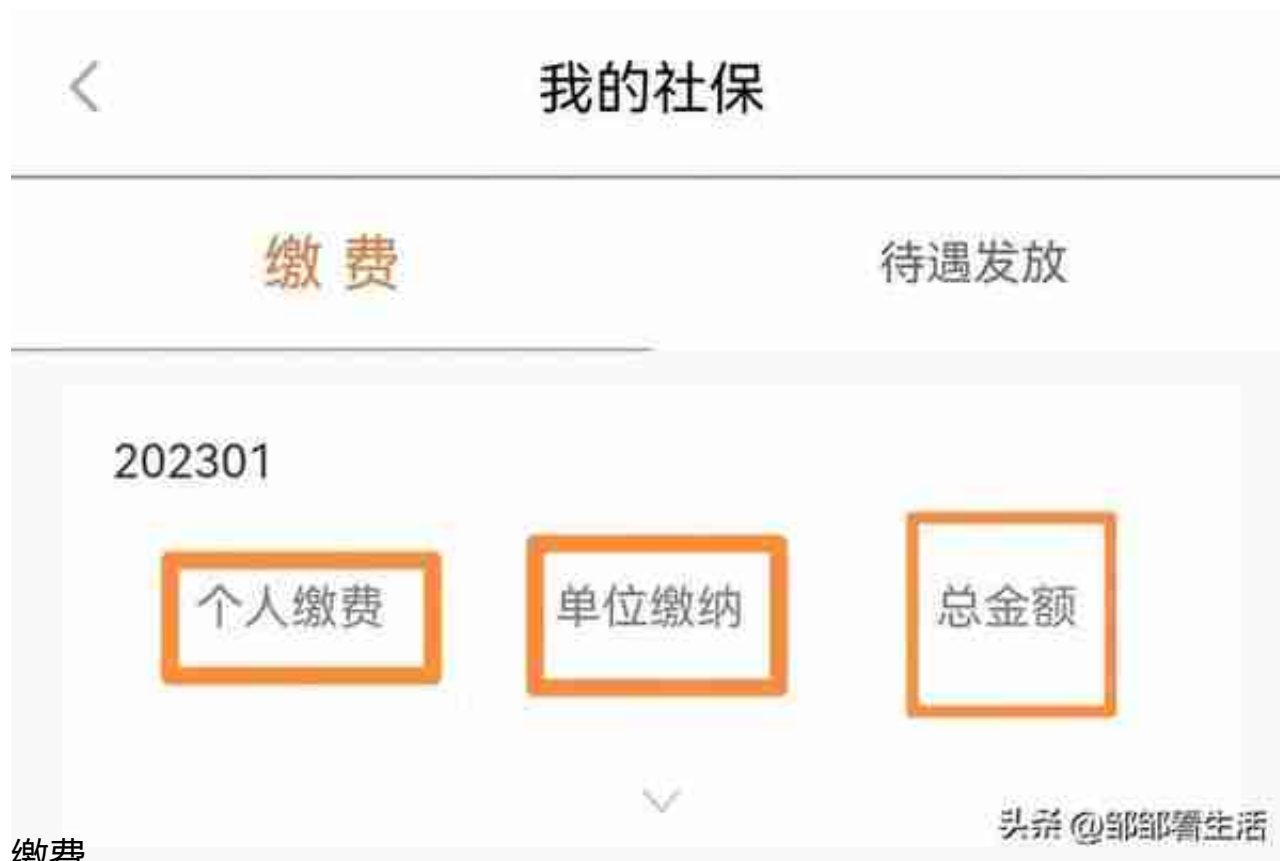 我的社保
缴费 待遇发放
202301
个人缴费 单位缴纳 总金额
头条 @邹邹看生活
缴费